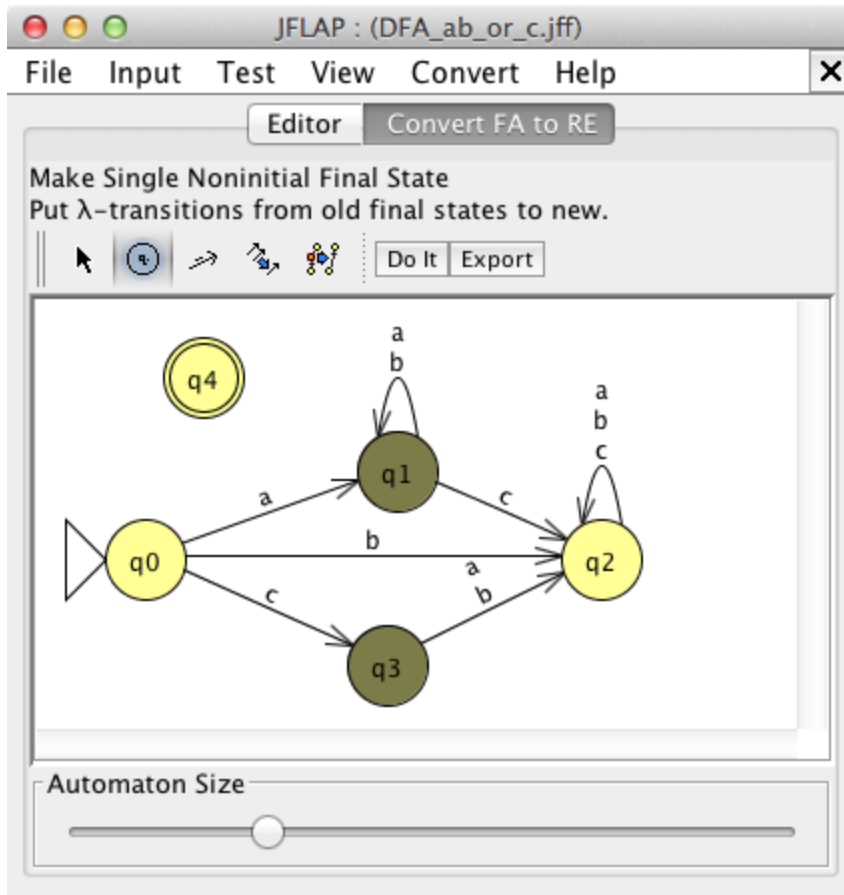 JFLAP : (DFA_ab_or_c.jff)
File Input Test View Convert Help
Editor Convert FA to RE
Make Single Noninitial Final State
Put λ-transitions from old final states to new.
q Do It Export
a
b
q4
a
b
c
q1
a
c
b
q0
a
q2
c
b
q3
Automaton Size